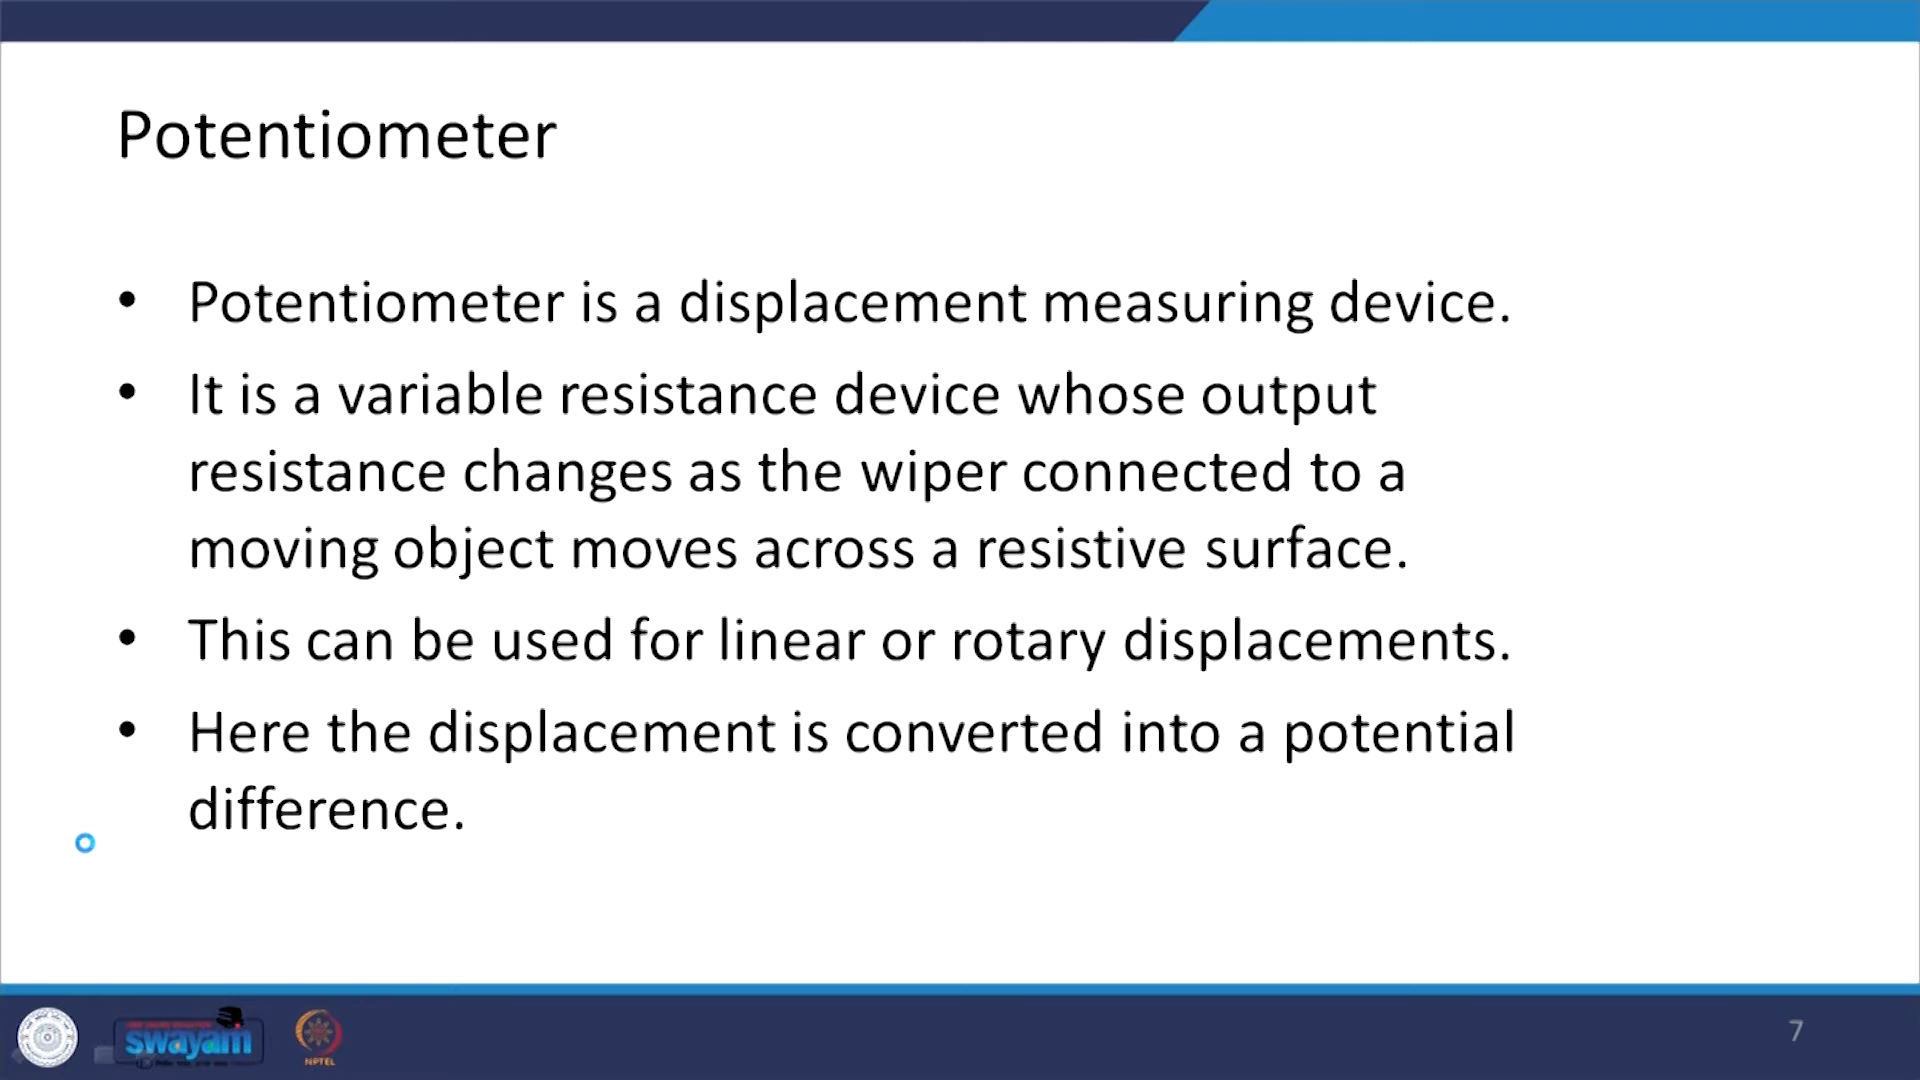 Potentiometer
• Potentiometer is a displacement measuring device.
• It is a variable resistance device whose output
resistance changes as the wiper connected to a
moving object moves across a resistive surface.
• This can be used for linear or rotary displacements.
• Here the displacement is converted into a potential
difference.
swayam
NPTEL
7